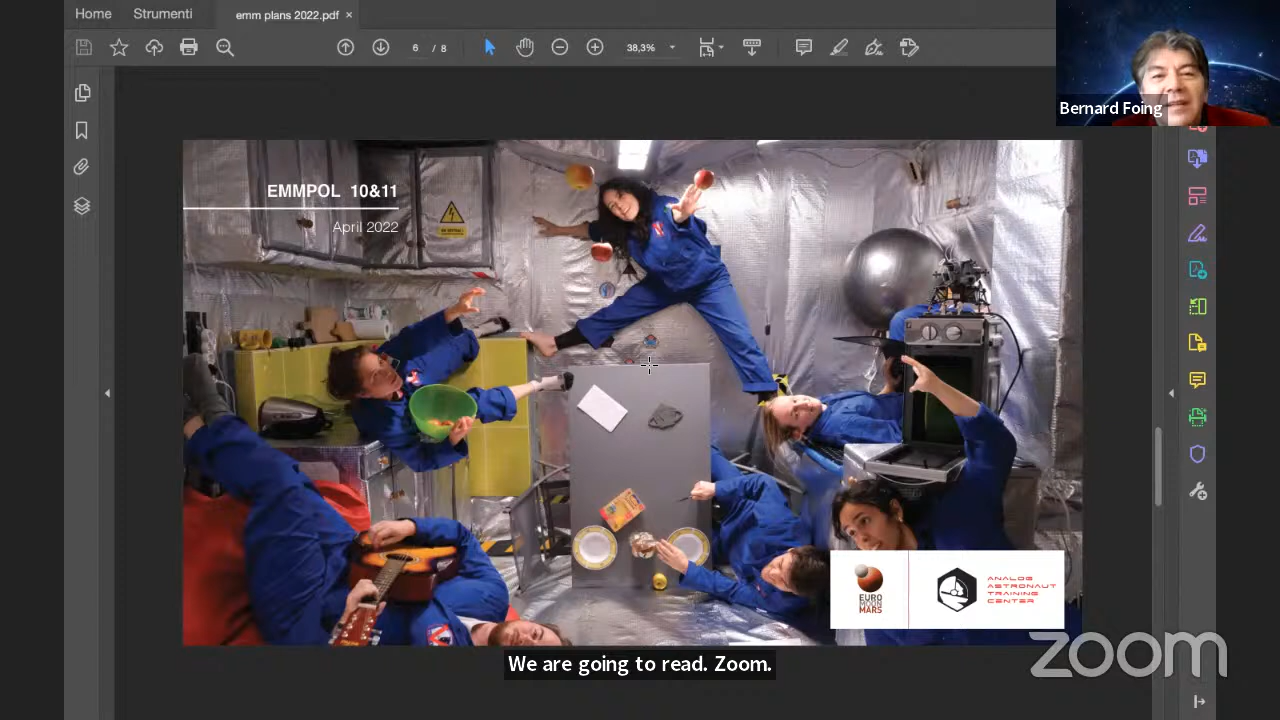 Home Strumenti emm plans 2022.pdf ×
6 / 8 38,3%
Bernard Foing
EMMPOL 10&11
April 2022
EURO
MOON
MARS
ANALOG
ASTRONAUT
TRAINING
CENTER
zoom
We are going to read. Zoom.